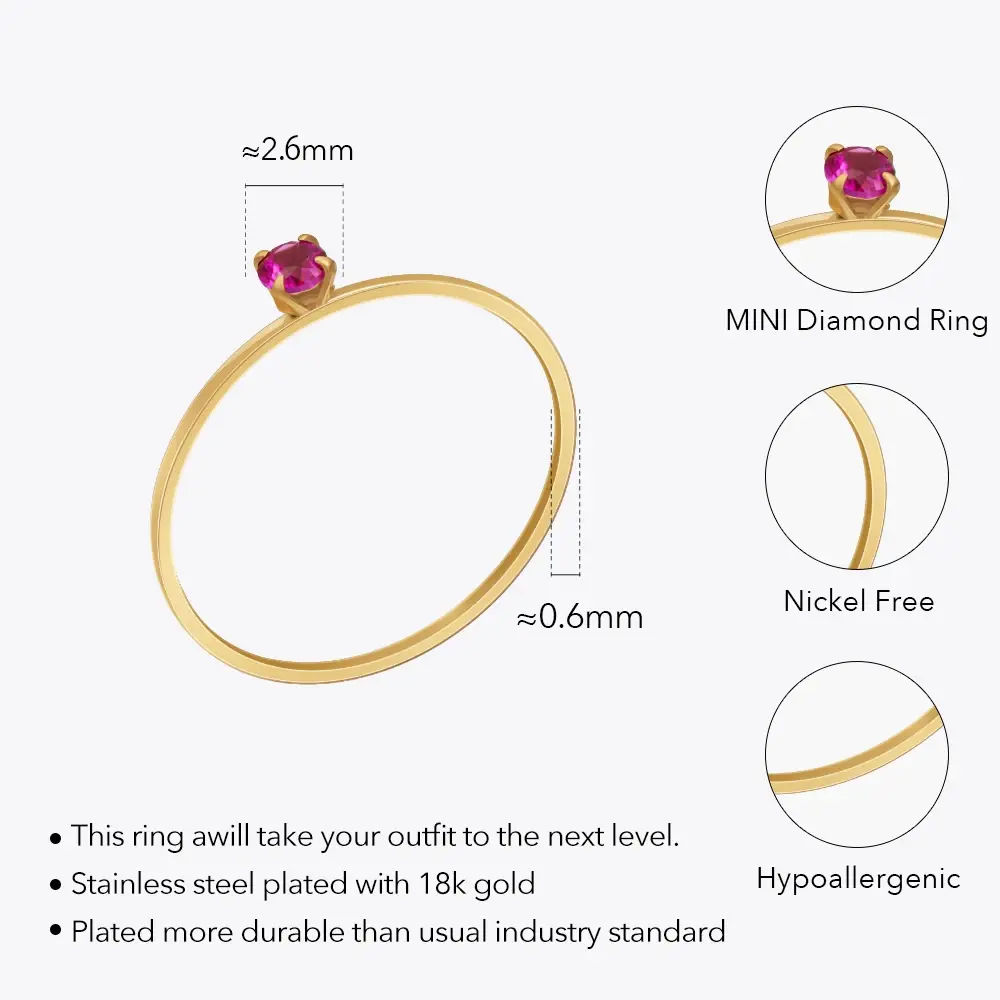 ≈2.6mm
MINI Diamond Ring
Nickel Free
≈0.6mm
Hypoallergenic
• This ring awill take your outfit to the next level.
• Stainless steel plated with 18k gold
• Plated more durable than usual industry standard